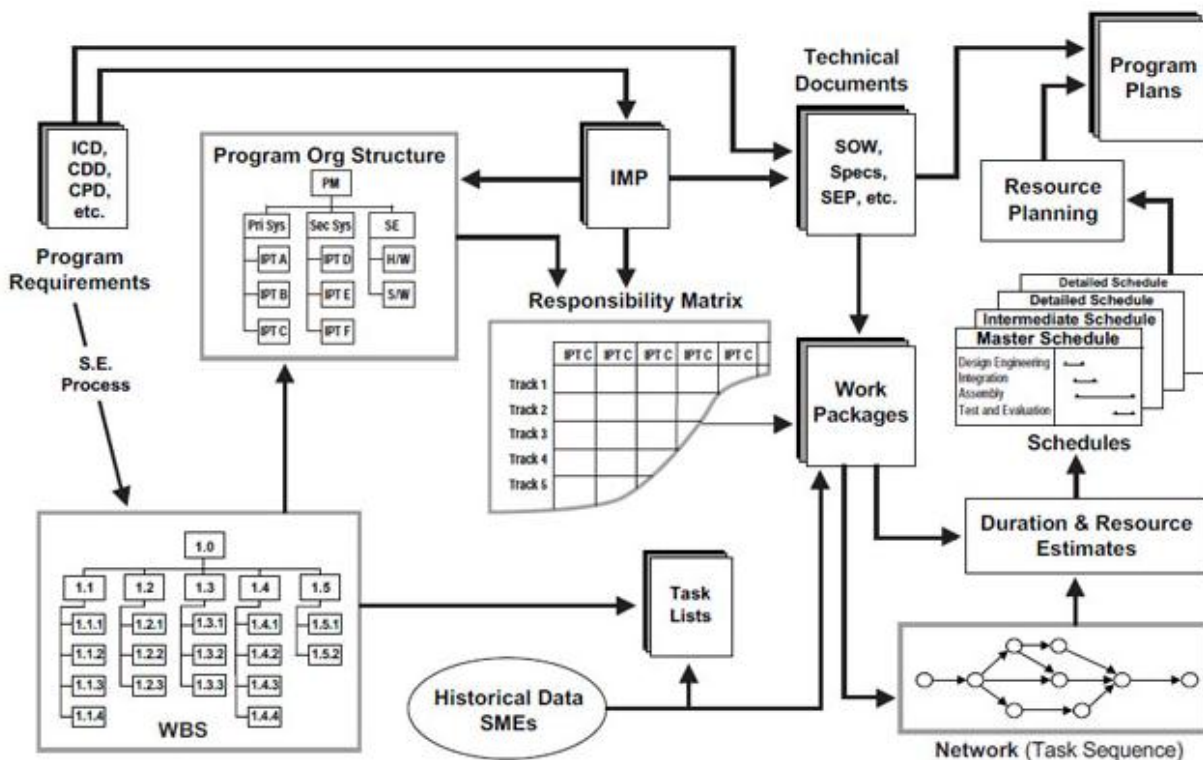 Technical
Documents
Program
Plans
ICD,
CDD,
CPD,
etc.
Program
Requirements
S.E.
Process
Program Org Structure
PM
Pri Sys
Sec Sys
SE
IPT A
IPT D
H/W
IPT B
IPT E
S/W
IPT C
IPT F
IMP
SOW,
Specs,
SEP, etc.
Resource
Planning
Responsibility Matrix
IPT C IPT C IPT C IPT C IPT C
Track 1
Track 2
Track 3
Track 4
Track 5
Work
Packages
Detailed Schedule
Detailed Schedule
Intermediate Schedule
Master Schedule
Design Engineering
Integration
Assembly
Test and Evaluation
Schedules
Duration & Resource
Estimates
1.0
1.1 1.2 1.3 1.4 1.5
1.1.1 1.2.1 1.3.1 1.4.1 1.5.1
1.1.2 1.2.2 1.3.2 1.4.2 1.5.2
1.1.3 1.2.3 1.3.3 1.4.3
1.1.4 1.4.4
WBS
Task
Lists
Historical Data
SMEs
Network (Task Sequence)